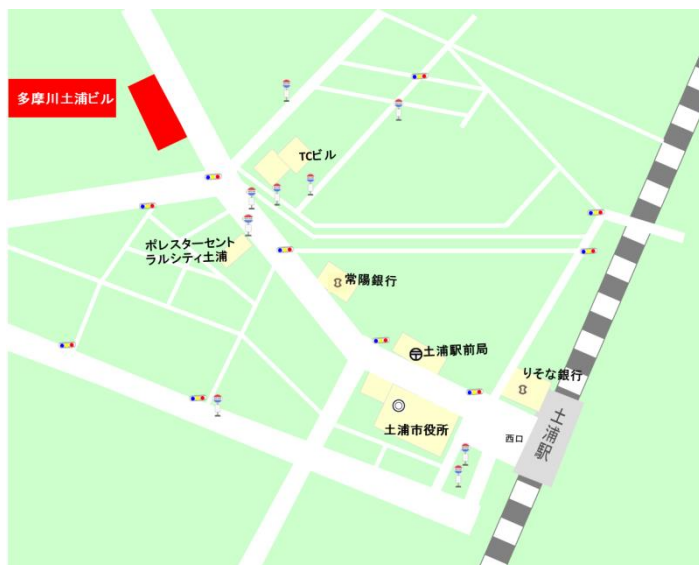 多摩川土浦ビル
TCビル
ポレスターセント
ラルシティ土浦
常陽銀行
土浦駅前局
りそな銀行
土浦市役所
西口
土浦駅